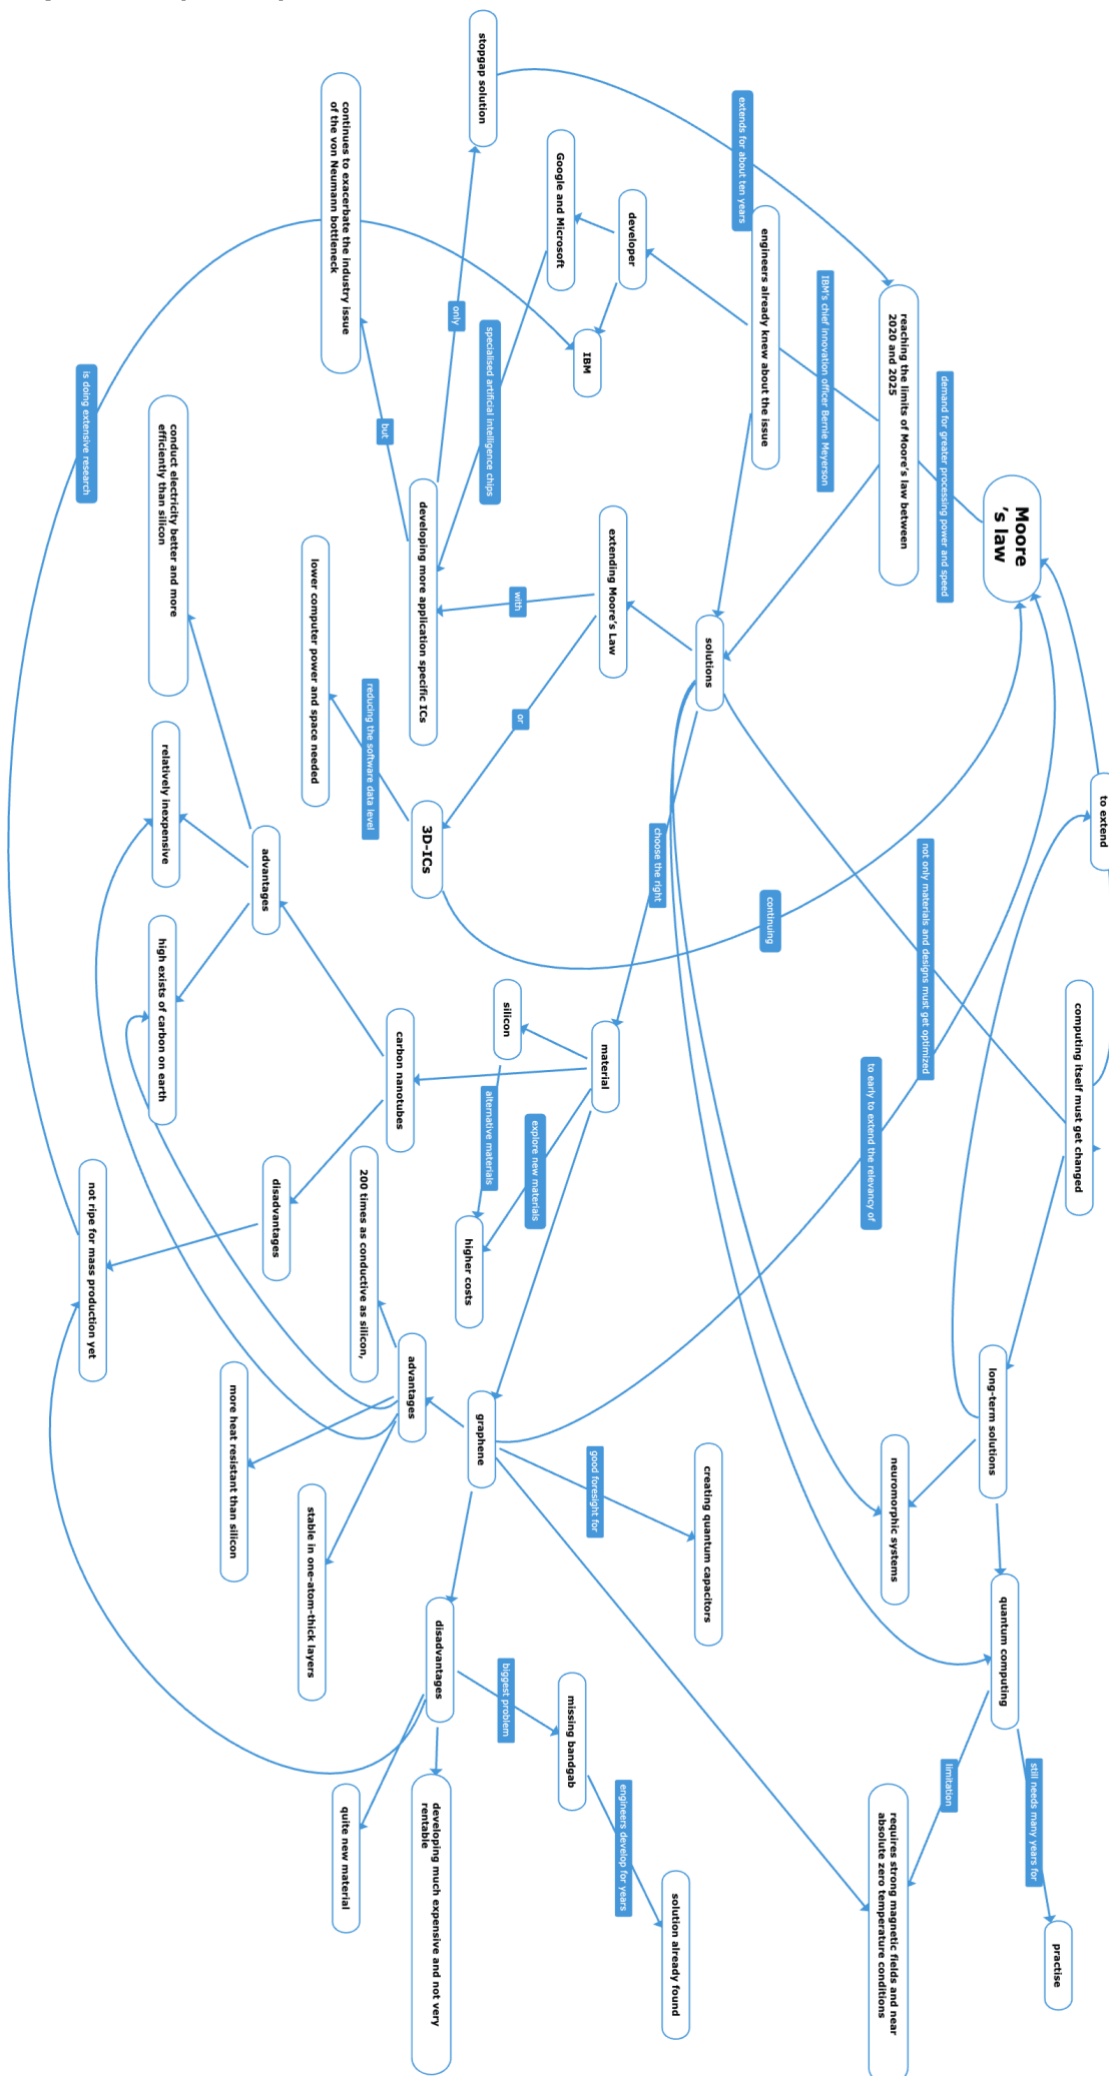 to extend
computing itself must get changed
practise
still needs many years for
Moore
’s law
long-term solutions
quantum computing
demand for greater processing power and speed
limitation
not only materials and designs must get optimized
reaching the limits of Moore’s law between
2020 and 2025
neuromorphic systems
requires strong magnetic fields and near
absolute zero temperature conditions
to early to extend the relevancy of
IBM's chief innovation officer Bernie Meyerson
continuing
engineers already knew about the issue
extends for about ten years
solutions
creating quantum capacitors
solution already found
choose the right
developer
engineers develop for years
extending Moore’s Law
material
good foresight for
IBM
missing bandgab
Google and Microsoft
explore new materials
or
with
silicon
biggest problem
specialised artificial intelligence chips
alternative materials
stopgap solution
graphene
higher costs
only
disadvantages
developing more application specific ICs
3D-ICs
developing much expensive and not very
rentable
carbon nanotubes
advantages
but
reducing the software data level
200 times as conductive as silicon,
continues to exacerbate the industry issue
of the von Neumann bottleneck
quite new material
lower computer power and space needed
stable in one-atom-thick layers
disadvantages
advantages
more heat resistant than silicon
conduct electricity better and more
efficiently than silicon
relatively inexpensive
high exists of carbon on earth
not ripe for mass production yet
is doing extensive research